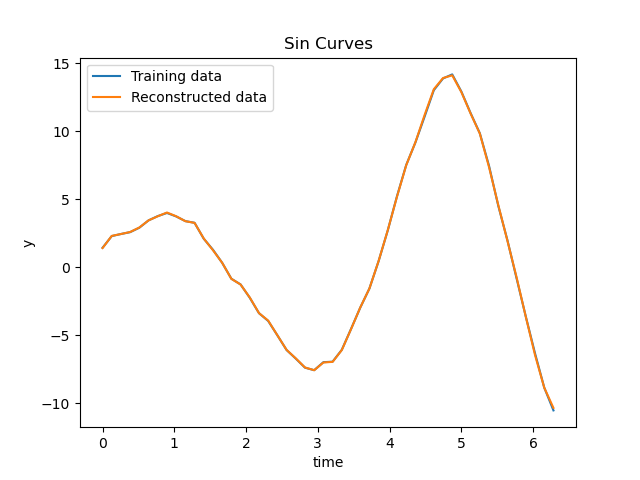 Sin Curves
Training data
Reconstructed data
15
10
5
0
−5
−10
y
0 1 2 3 4 5 6
time